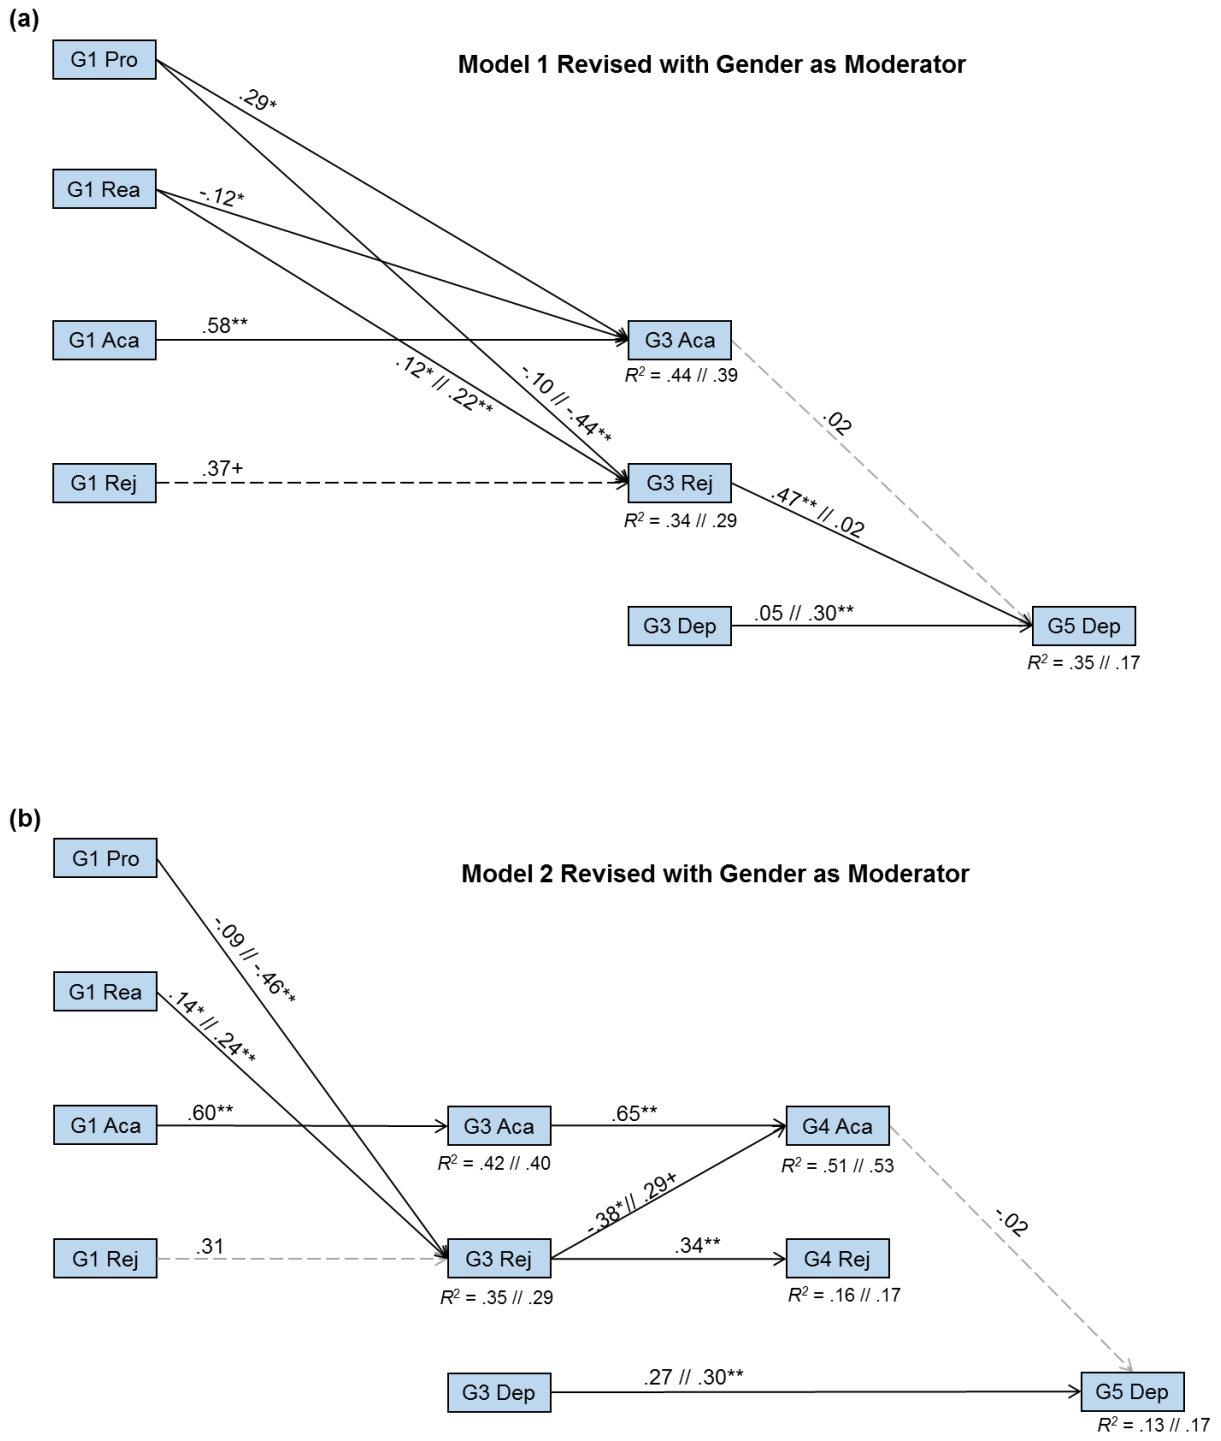 (a)
G1 Pro
Model 1 Revised with Gender as Moderator
.29*
G1 Rea
-.12*
G1 Aca
.58**
G3 Aca
R² = .44 // .39
.12* // .22**
-.10 // -.44**
.02
G1 Rej
.37+
G3 Rej
R² = .34 // .29
.47** // .02
G3 Dep
.05 // .30**
G5 Dep
R² = .35 // .17
(b)
G1 Pro
Model 2 Revised with Gender as Moderator
-.09 // -.46**
G1 Rea
.14* // .24**
G1 Aca
.60**
G3 Aca
.65**
G4 Aca
R² = .42 // .40
R² = .51 // .53
-.38*// .29+
-.02
G1 Rej
.31
G3 Rej
.34**
G4 Rej
R² = .35 // .29
R² = .16 // .17
G3 Dep
.27 // .30**
G5 Dep
R² = .13 // .17